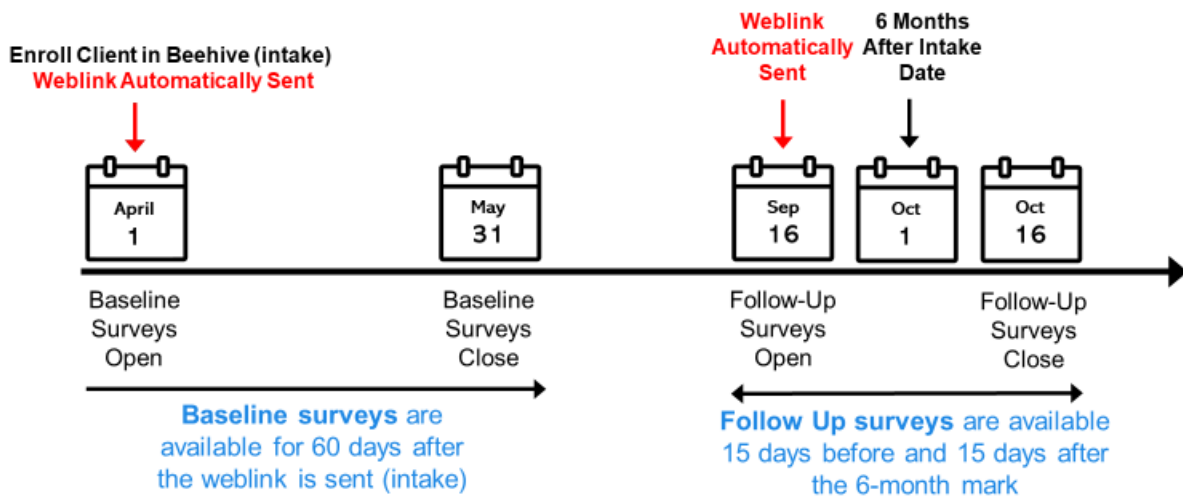 Enroll Client in Beehive (intake)
Weblink Automatically Sent
Weblink
Automatically
Sent
6 Months
After Intake
Date
April
1
May
31
Sep
16
Oct
1
Oct
16
Baseline
Surveys
Open
Baseline
Surveys
Close
Follow-Up
Surveys
Open
Follow-Up
Surveys
Close
Baseline surveys are
available for 60 days after
the weblink is sent (intake)
Follow Up surveys are available
15 days before and 15 days after
the 6-month mark